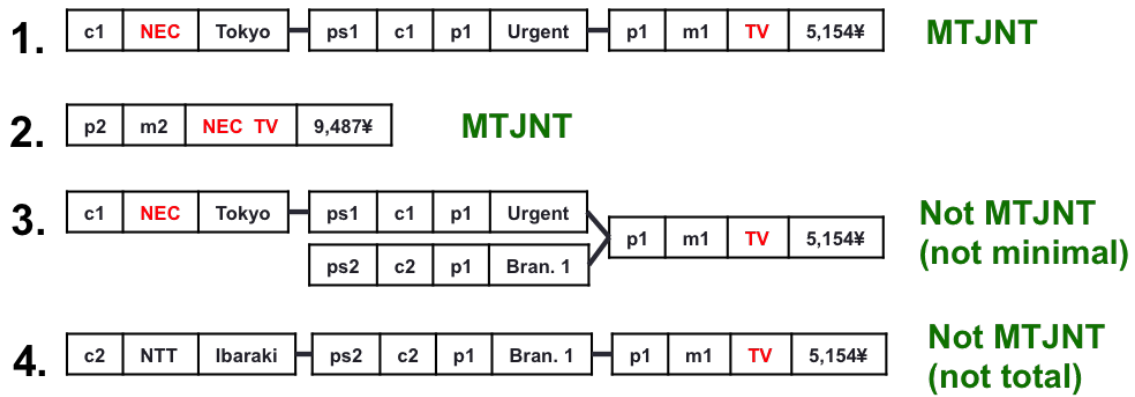 1. c1 NEC Tokyo ps1 c1 p1 Urgent p1 m1 TV 5,154¥ MTJNT
2. p2 m2 NEC TV 9,487¥ MTJNT
3. c1 NEC Tokyo ps1 c1 p1 Urgent p1 m1 TV 5,154¥ Not MTJNT
(not minimal)
ps2 c2 p1 Bran. 1
4. c2 NTT Ibaraki ps2 c2 p1 Bran. 1 p1 m1 TV 5,154¥ Not MTJNT
(not total)